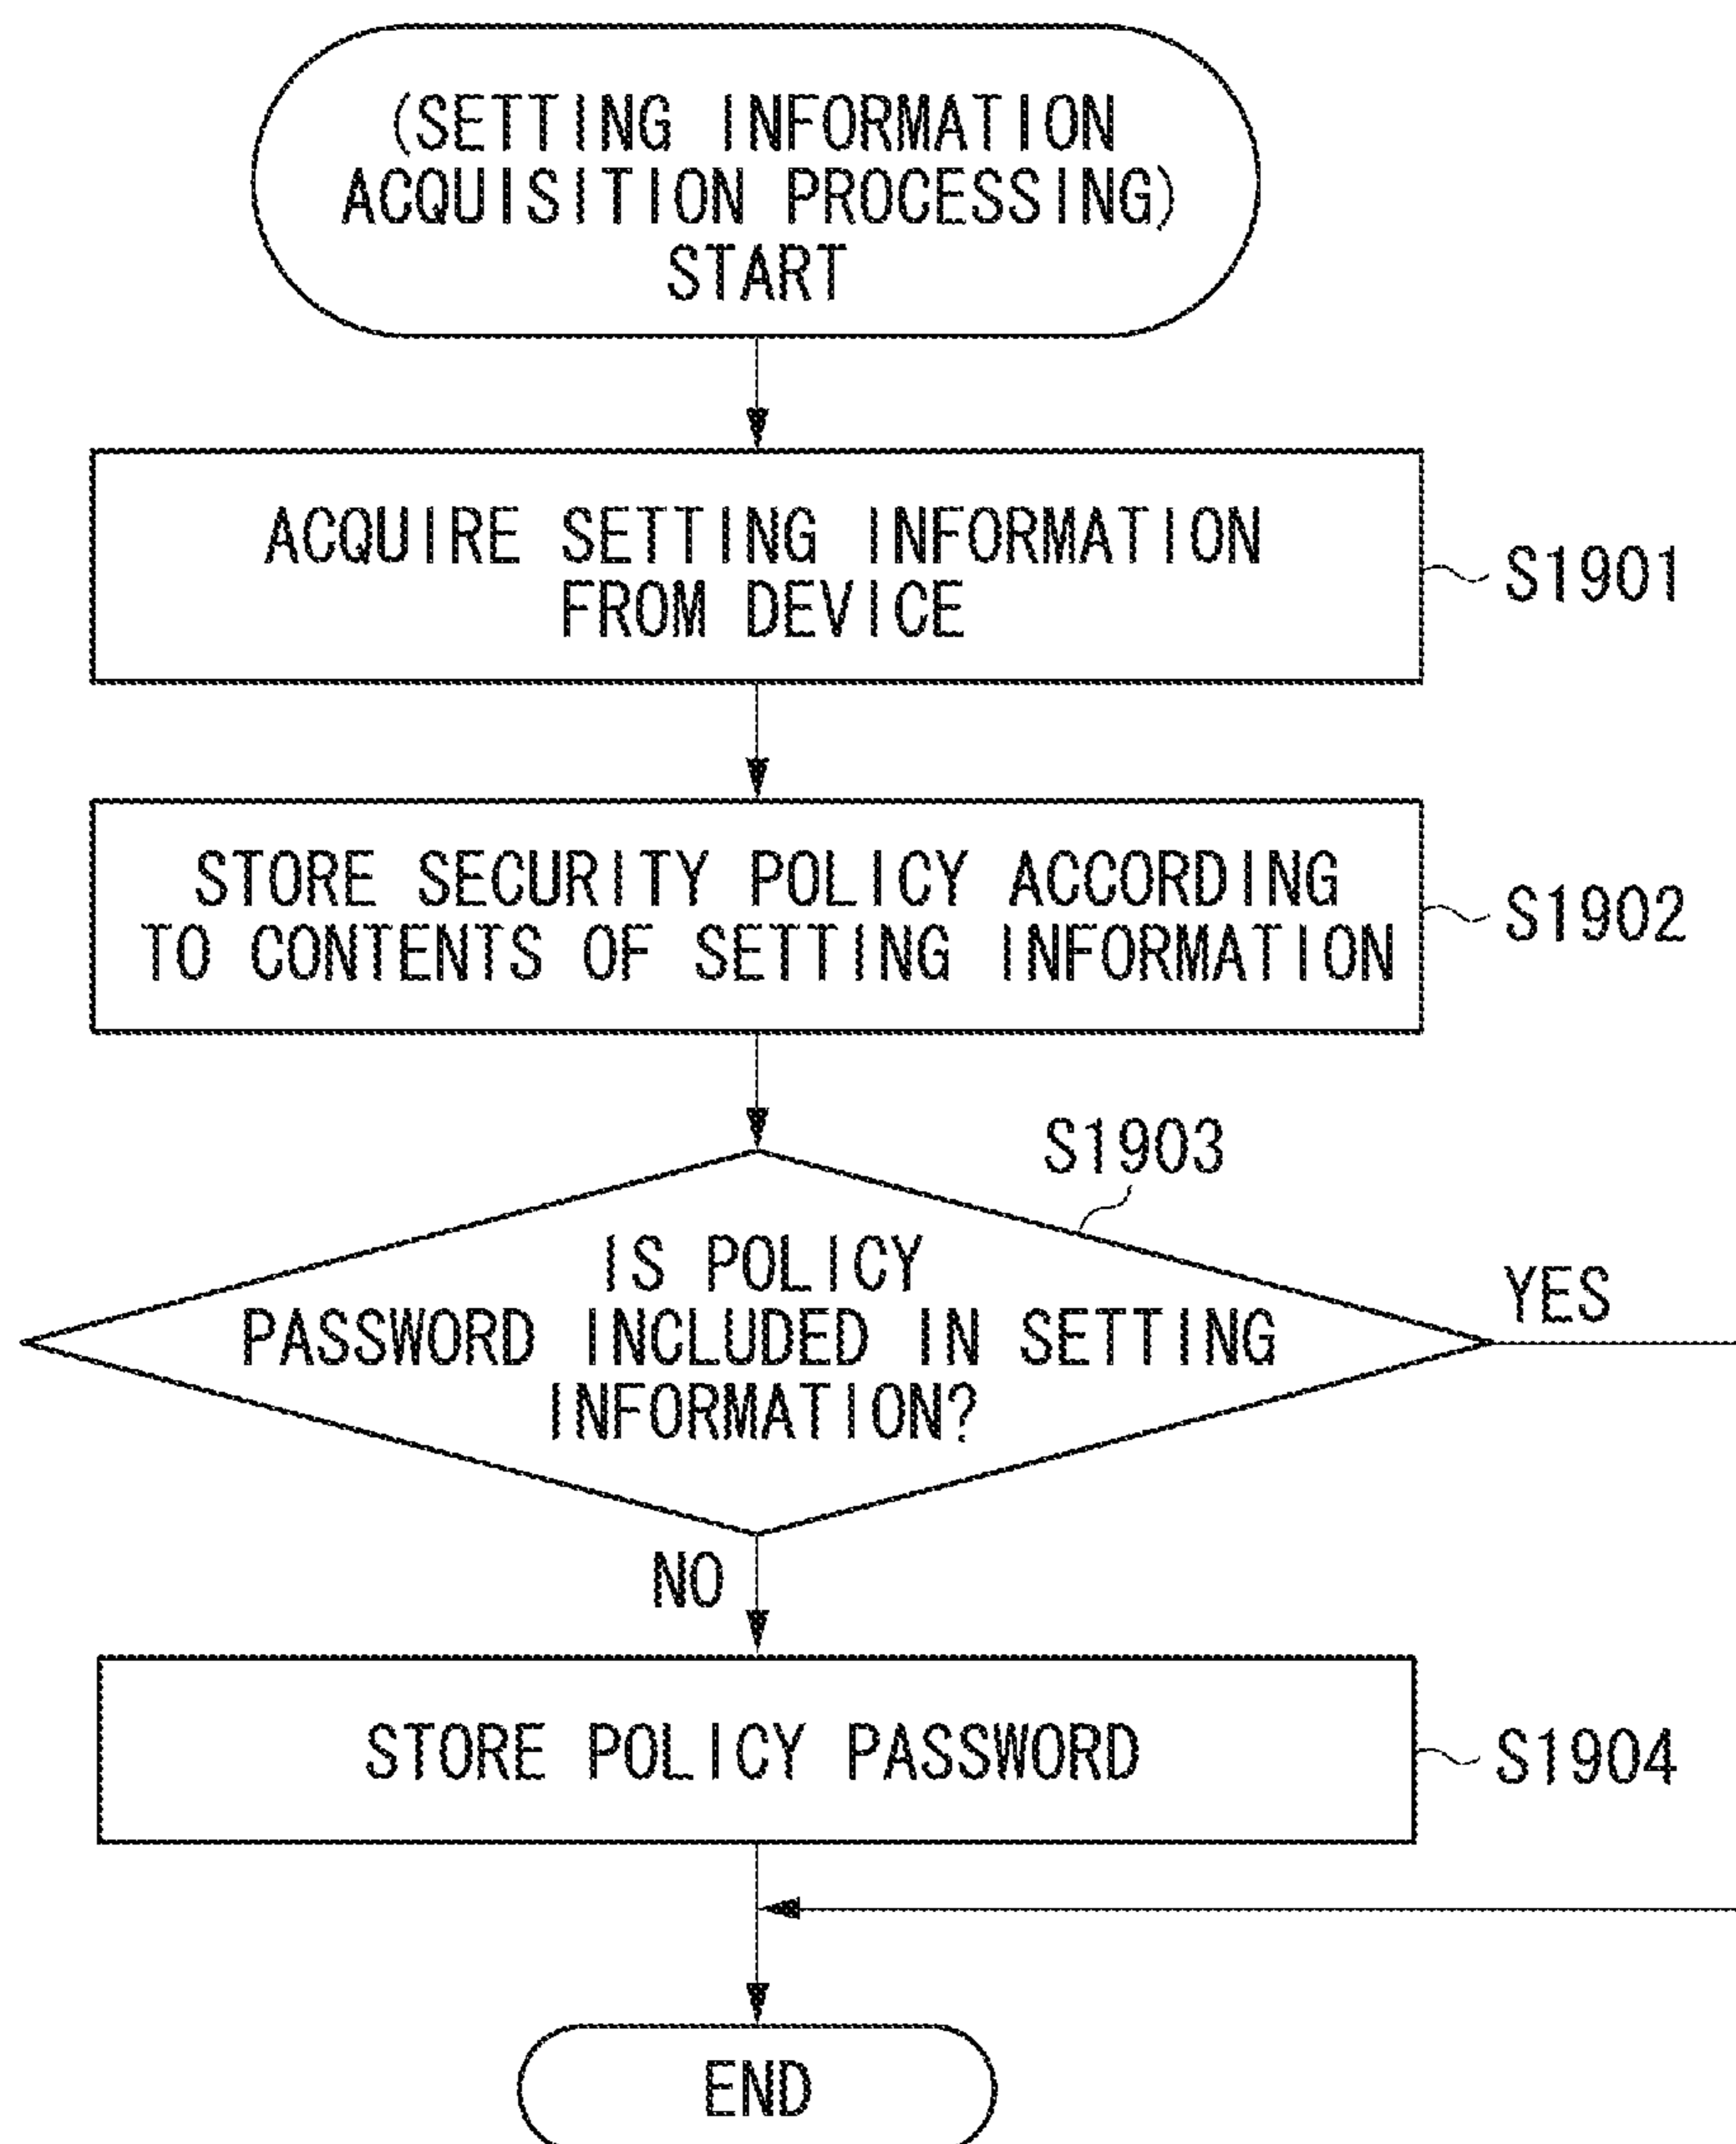 (SETTING INFORMATION
ACQUISITION PROCESSING)
START
ACQUIRE SETTING INFORMATION
FROM DEVICE
S1901
STORE SECURITY POLICY ACCORDING
TO CONTENTS OF SETTING INFORMATION
S1902
S1903
IS POLICY
PASSWORD INCLUDED IN SETTING
INFORMATION?
YES
NO
STORE POLICY PASSWORD
S1904
END